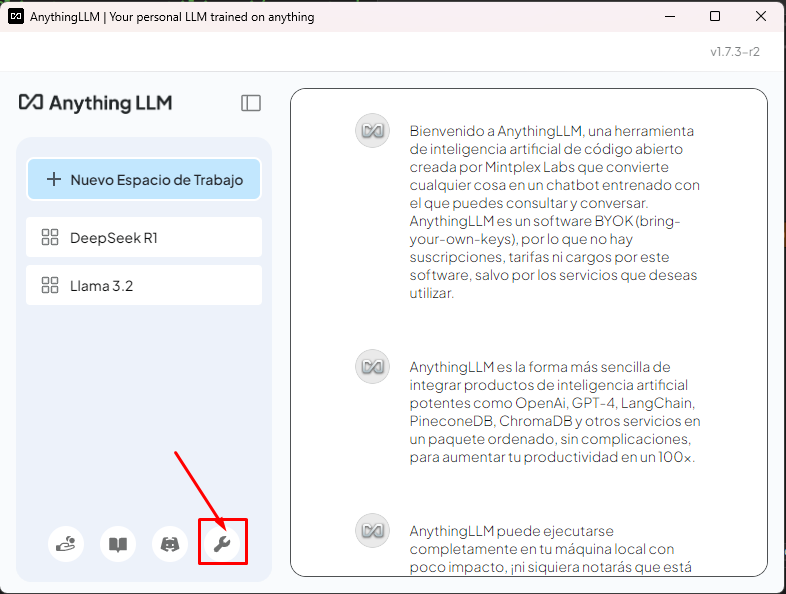 AnythingLLM | Your personal LLM trained on anything
v1.7.3-r2
Anything LLM
Nuevo Espacio de Trabajo
DeepSeek R1
Llama 3.2
Bienvenido a AnythingLLM, una herramienta
de inteligencia artificial de código abierto
creada por Mintplex Labs que convierte
cualquier cosa en un chatbot entrenado con
el que puedes consultar y conversar.
AnythingLLM es un software BYOK (bring-
your-own-keys), por lo que no hay
suscripciones, tarifas ni cargos por este
software, salvo por los servicios que deseas
utilizar.
AnythingLLM es la forma más sencilla de
integrar productos de inteligencia artificial
potentes como OpenAi, GPT-4, LangChain,
PineconeDB, ChromaDB y otros servicios en
un paquete ordenado, sin complicaciones,
para aumentar tu productividad en un 100x.
AnythingLLM puede ejecutarse
completamente en tu máquina local con
poco impacto, ¡ni siquiera notarás que está